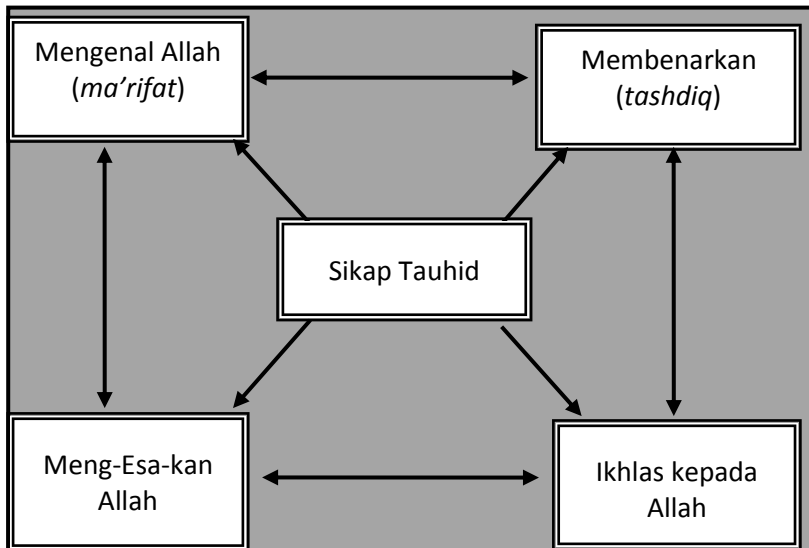 Mengenal Allah
(ma’rifat)
Membenarkan
(tashdiq)
Sikap Tauhid
Meng-Esa-kan
Allah
Ikhlas kepada
Allah